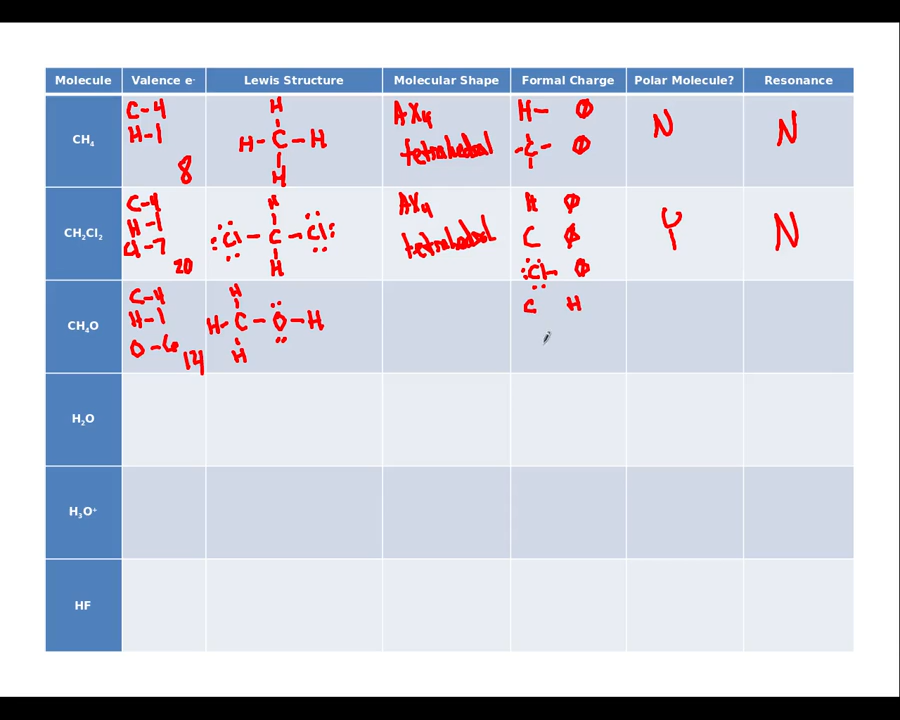 Molecule Valence e- Lewis Structure Molecular Shape Formal Charge Polar Molecule? Resonance
CH4
C-4
H-1
8
H
H-C-H
H
AX4
tetrahedral
H- 0
-C- 0
N
N
CH2Cl2
C-4
H-1
Cl-7
20
H
Cl-C-Cl
H
AX4
tetrahedral
H 0
C 0
Cl- 0
Y
N
CH4O
C-4
H-1
O-6
14
H
H-C-O-H
H
C H
H2O
H3O+
HF